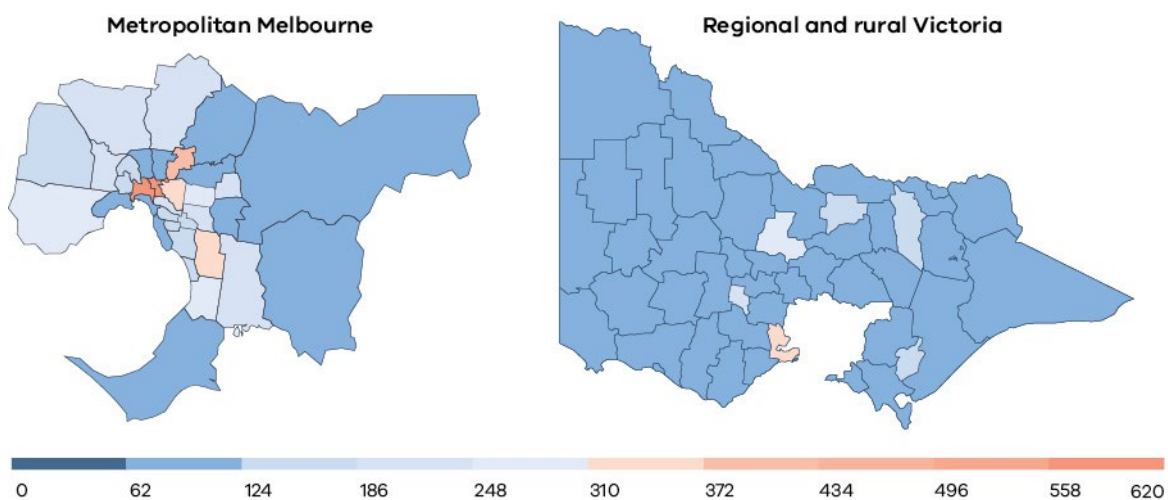 Metropolitan Melbourne
Regional and rural Victoria
0 62 124 186 248 310 372 434 496 558 620